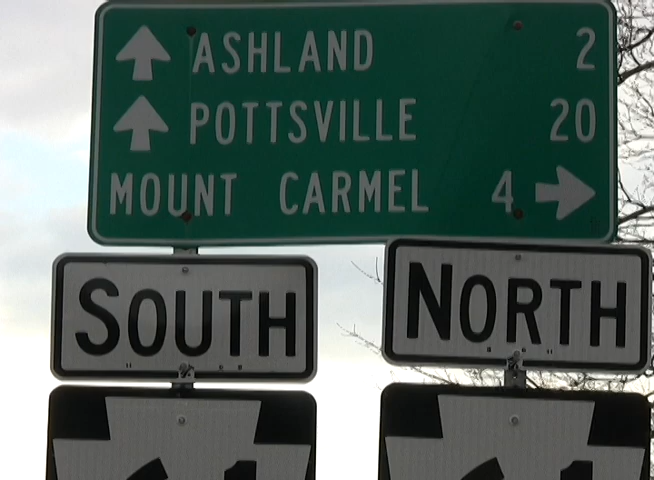 ASHLAND 2
POTTSVILLE 20
MOUNT CARMEL 4
SOUTH
NORTH